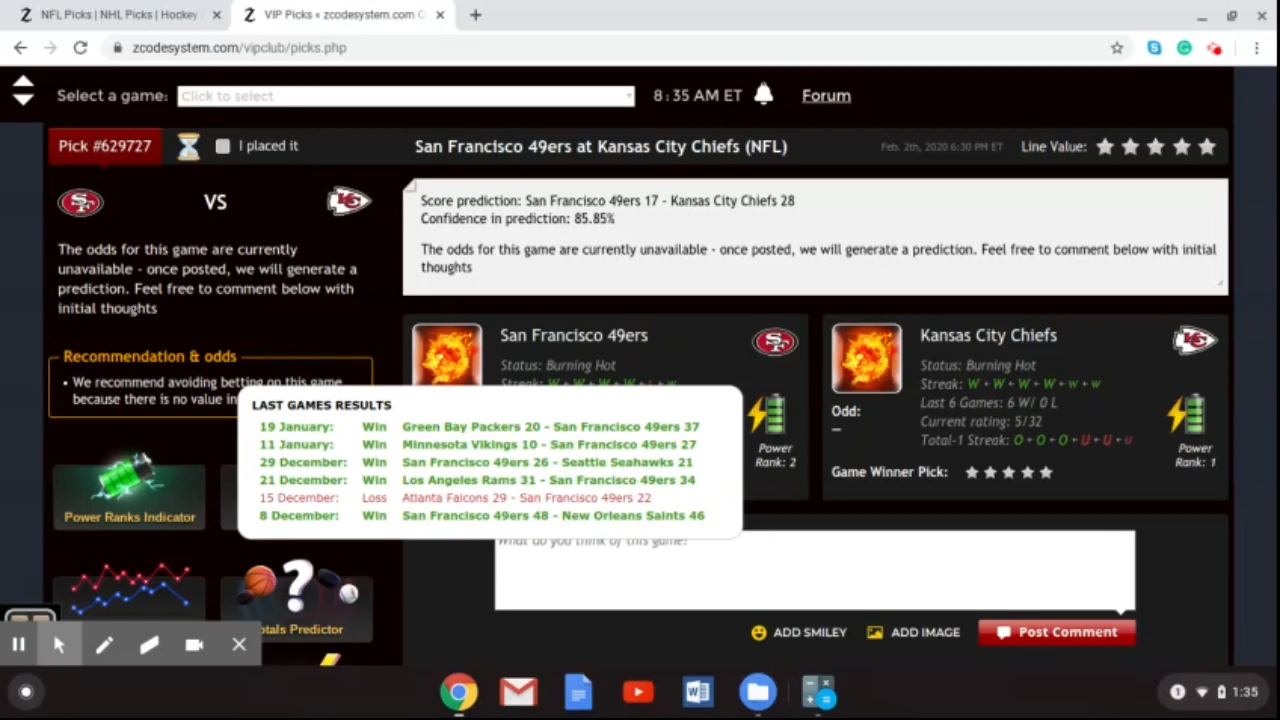 NFL Picks | NHL Picks | Hockey
VIP Picks « zcodesystem.com C
zcodesystem.com/vipclub/picks.php
Select a game: Click to select 8:35 AM ET Forum
Pick #629727 I placed it San Francisco 49ers at Kansas City Chiefs (NFL) Feb. 2th, 2020 6:30 PM ET Line Value:
VS
The odds for this game are currently
unavailable - once posted, we will generate a
prediction. Feel free to comment below with
initial thoughts
Score prediction: San Francisco 49ers 17 - Kansas City Chiefs 28
Confidence in prediction: 85.85%
The odds for this game are currently unavailable - once posted, we will generate a prediction. Feel free to comment below with initial
thoughts
Recommendation & odds
• We recommend avoiding betting on this game
because there is no value in
San Francisco 49ers
Status: Burning Hot
Streak: W + W + W + W + L + W
Power
Rank: 2
Kansas City Chiefs
Status: Burning Hot
Streak: W + W + W + W + W + W
Last 6 Games: 6 W/ 0 L
Current rating: 5/32
Total-1 Streak: O + O + O + U + U + U
Odd:
—
Power
Rank: 1
Game Winner Pick:
LAST GAMES RESULTS
19 January: Win Green Bay Packers 20 - San Francisco 49ers 37
11 January: Win Minnesota Vikings 10 - San Francisco 49ers 27
29 December: Win San Francisco 49ers 26 - Seattle Seahawks 21
21 December: Win Los Angeles Rams 31 - San Francisco 49ers 34
15 December: Loss Atlanta Falcons 29 - San Francisco 49ers 22
8 December: Win San Francisco 49ers 48 - New Orleans Saints 46
What do you think of this game?
Power Ranks Indicator
otals Predictor
ADD SMILEY ADD IMAGE Post Comment
1:35